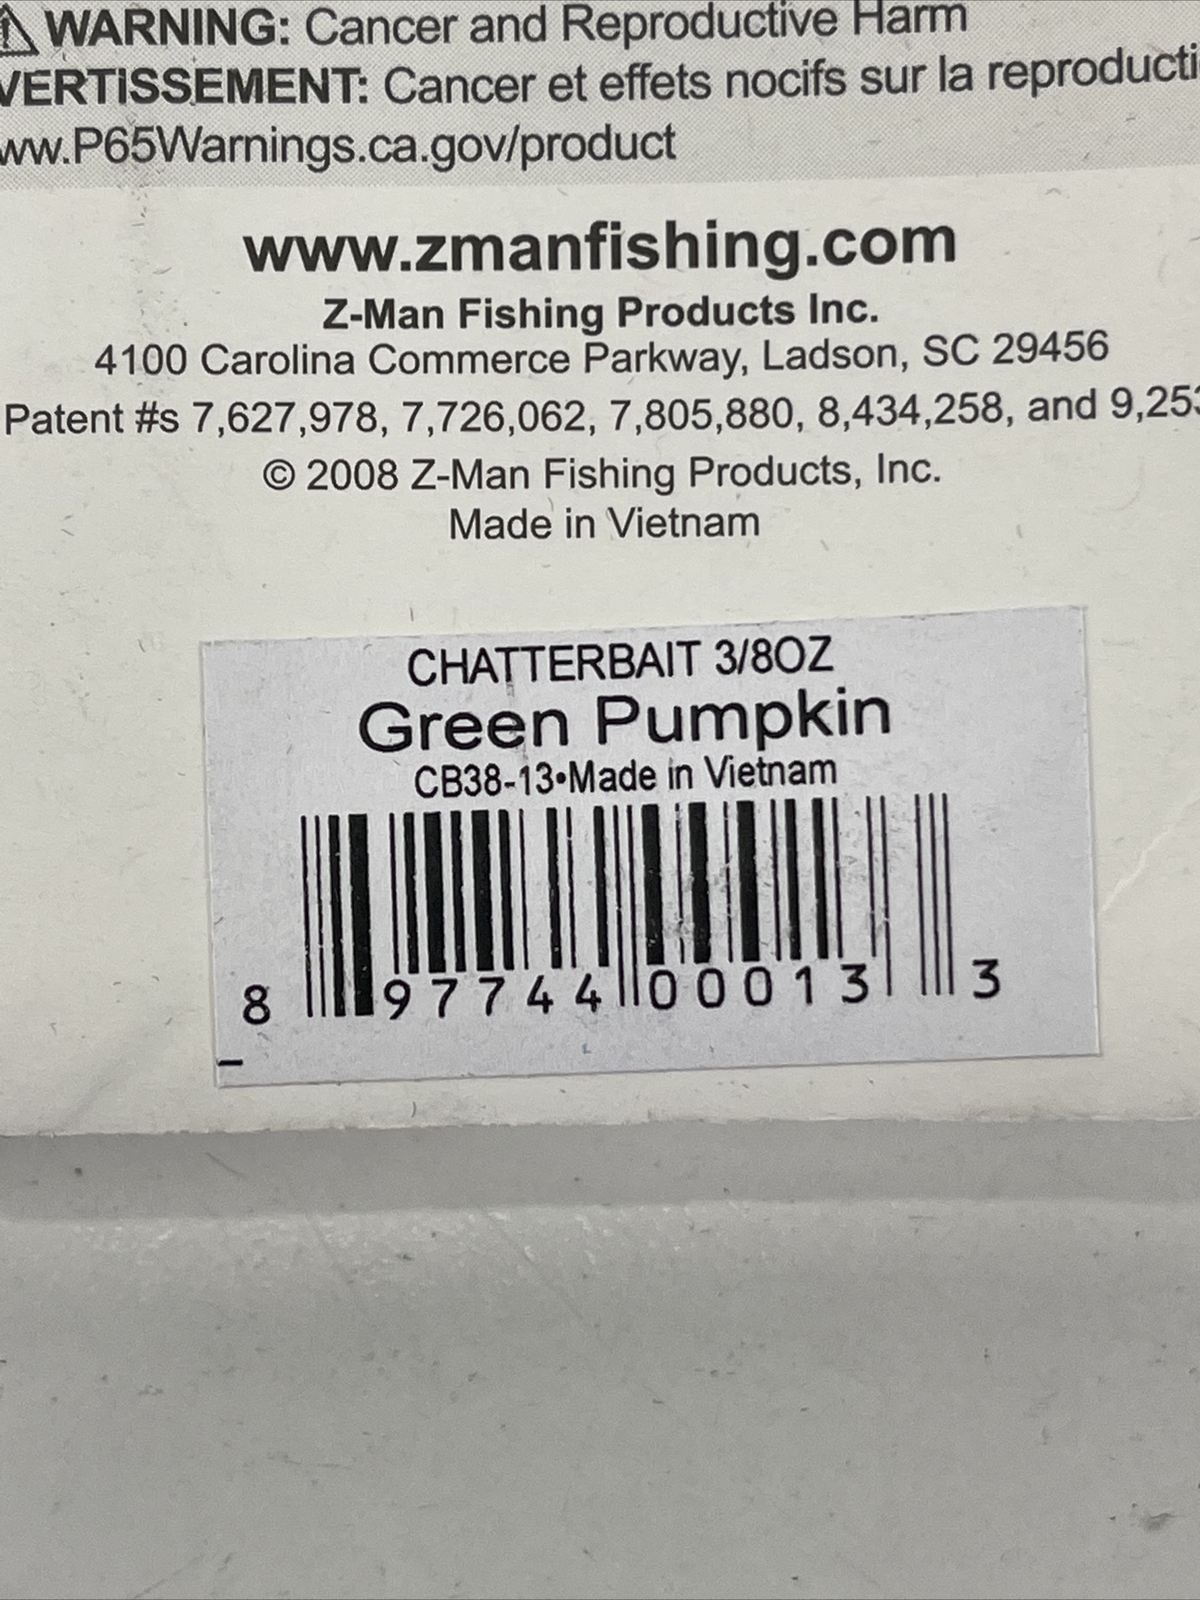 WARNING: Cancer and Reproductive Harm
VERTISSEMENT: Cancer et effets nocifs sur la reproducti
ww.P65Warnings.ca.gov/product
www.zmanfishing.com
Z-Man Fishing Products Inc.
4100 Carolina Commerce Parkway, Ladson, SC 29456
Patent #s 7,627,978, 7,726,062, 7,805,880, 8,434,258, and 9,253
© 2008 Z-Man Fishing Products, Inc.
Made in Vietnam
CHATTERBAIT 3/8OZ
Green Pumpkin
CB38-13•Made in Vietnam
8 97744 00013 3